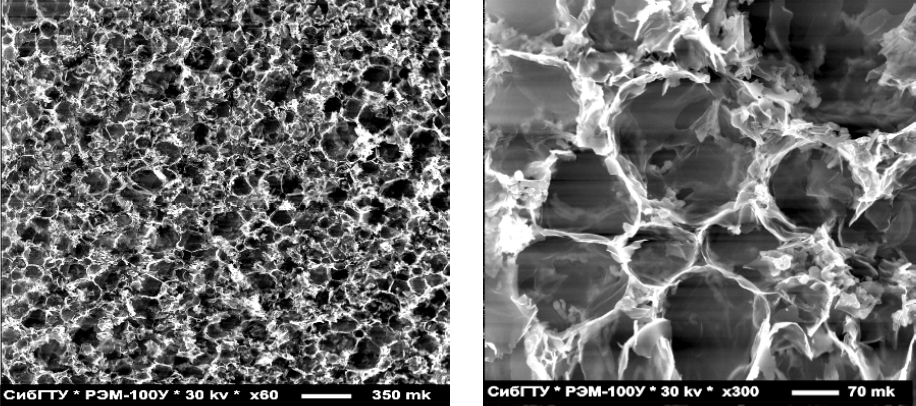 СибГТУ * РЭМ-100У * 30 kv * x60 350 mk
СибГТУ * РЭМ-100У * 30 kv * x300 70 mk